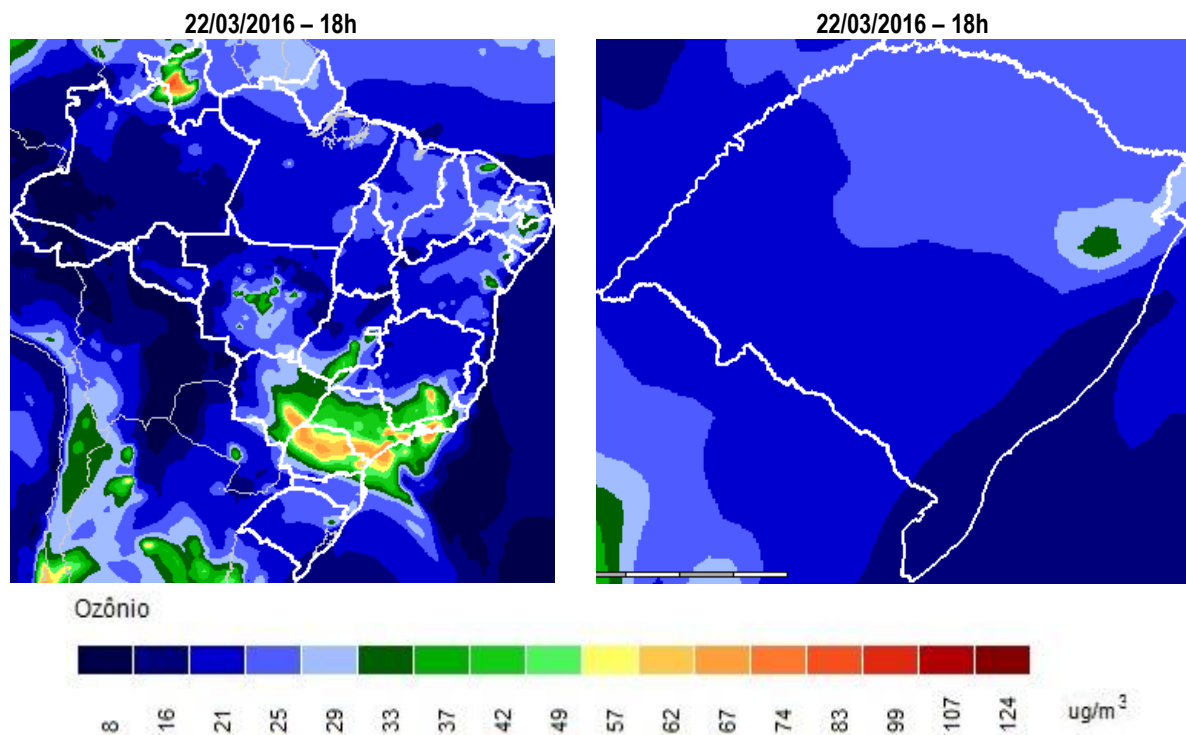 22/03/2016 – 18h
22/03/2016 – 18h
Ozônio
8 16 21 25 29 33 37 42 49 57 62 67 74 83 99 107 124 ug/m³